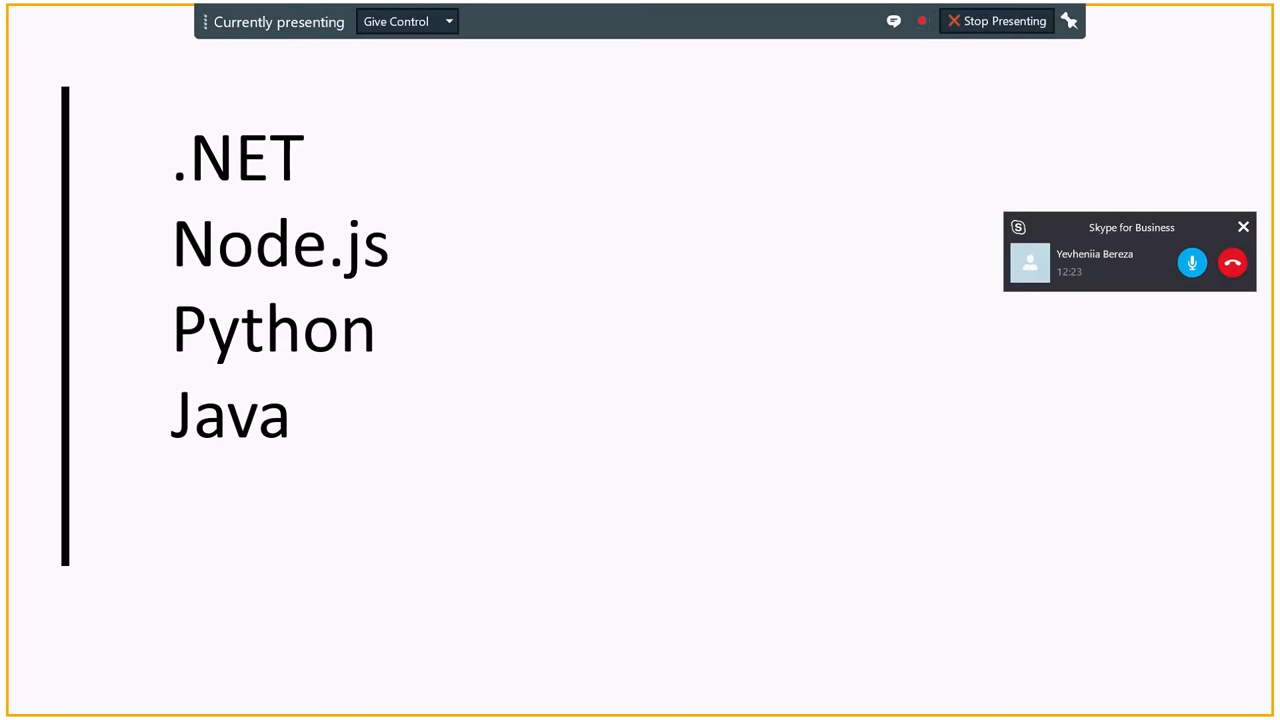 Currently presenting
Give Control
Stop Presenting
.NET
Node.js
Python
Java
Skype for Business
Yevheniia Bereza
12:23